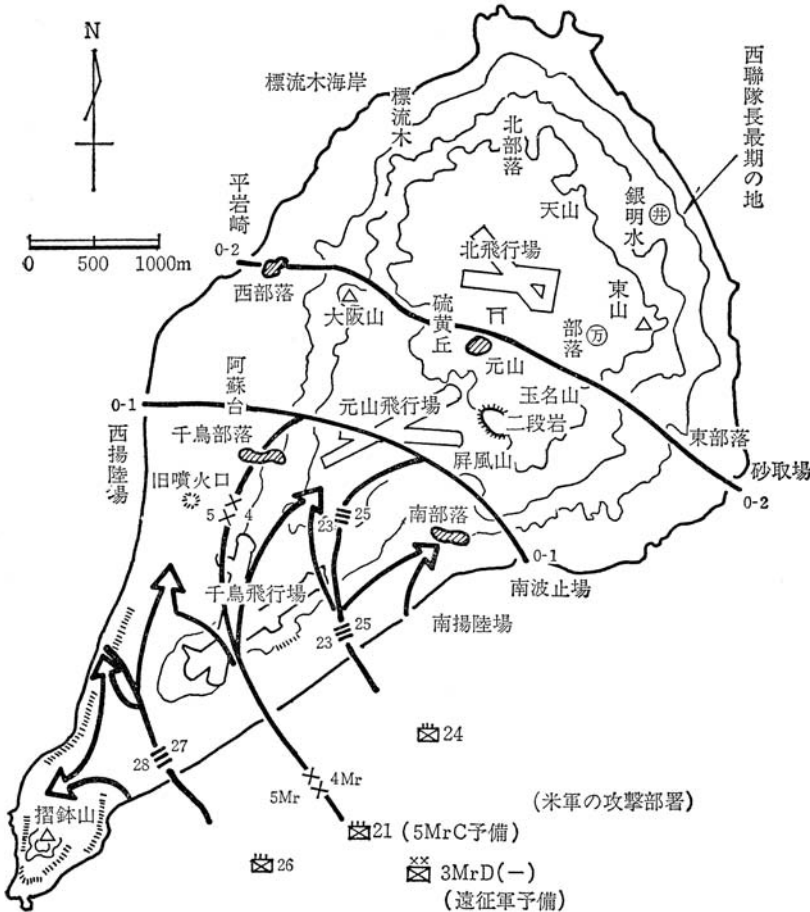 N
0 500 1000m
標流木海岸
標流木
北部落
西聯隊長最期の地
天山
銀明水
井
平岩崎
北飛行場
0-2
西部落
大阪山
硫黄丘
東山
部落
万
元山
阿蘇台
0-1
元山飛行場
玉名山
二段岩
東部落
千鳥部落
屏風山
砂取場
0-2
西揚陸場
旧噴火口
5 4
23 25
南部落
0-1
千鳥飛行場
南波止場
23 25
南揚陸場
28 27
24
5Mr 4Mr
(米軍の攻撃部署)
摺鉢山
21 (5MrC予備)
26
3MrD(−)
(遠征軍予備)